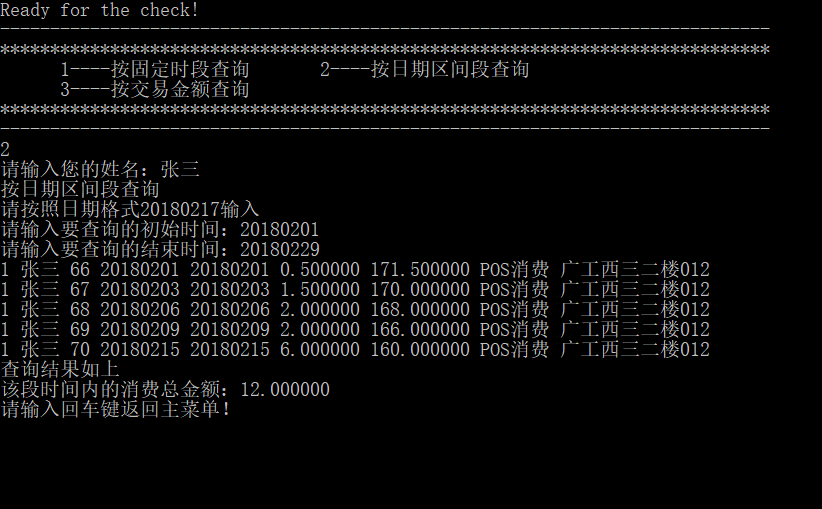 Ready for the check!
-----------------------------------------------------------------------------
*****************************************************************************
1----按固定时段查询 2----按日期区间段查询
3----按交易金额查询
*****************************************************************************
-----------------------------------------------------------------------------
2
请输入您的姓名：张三
按日期区间段查询
请按照日期格式20180217输入
请输入要查询的初始时间：20180201
请输入要查询的结束时间：20180229
1 张三 66 20180201 20180201 0.500000 171.500000 POS消费 广工西三二楼012
1 张三 67 20180203 20180203 1.500000 170.000000 POS消费 广工西三二楼012
1 张三 68 20180206 20180206 2.000000 168.000000 POS消费 广工西三二楼012
1 张三 69 20180209 20180209 2.000000 166.000000 POS消费 广工西三二楼012
1 张三 70 20180215 20180215 6.000000 160.000000 POS消费 广工西三二楼012
查询结果如上
该段时间内的消费总金额：12.000000
请输入回车键返回主菜单！